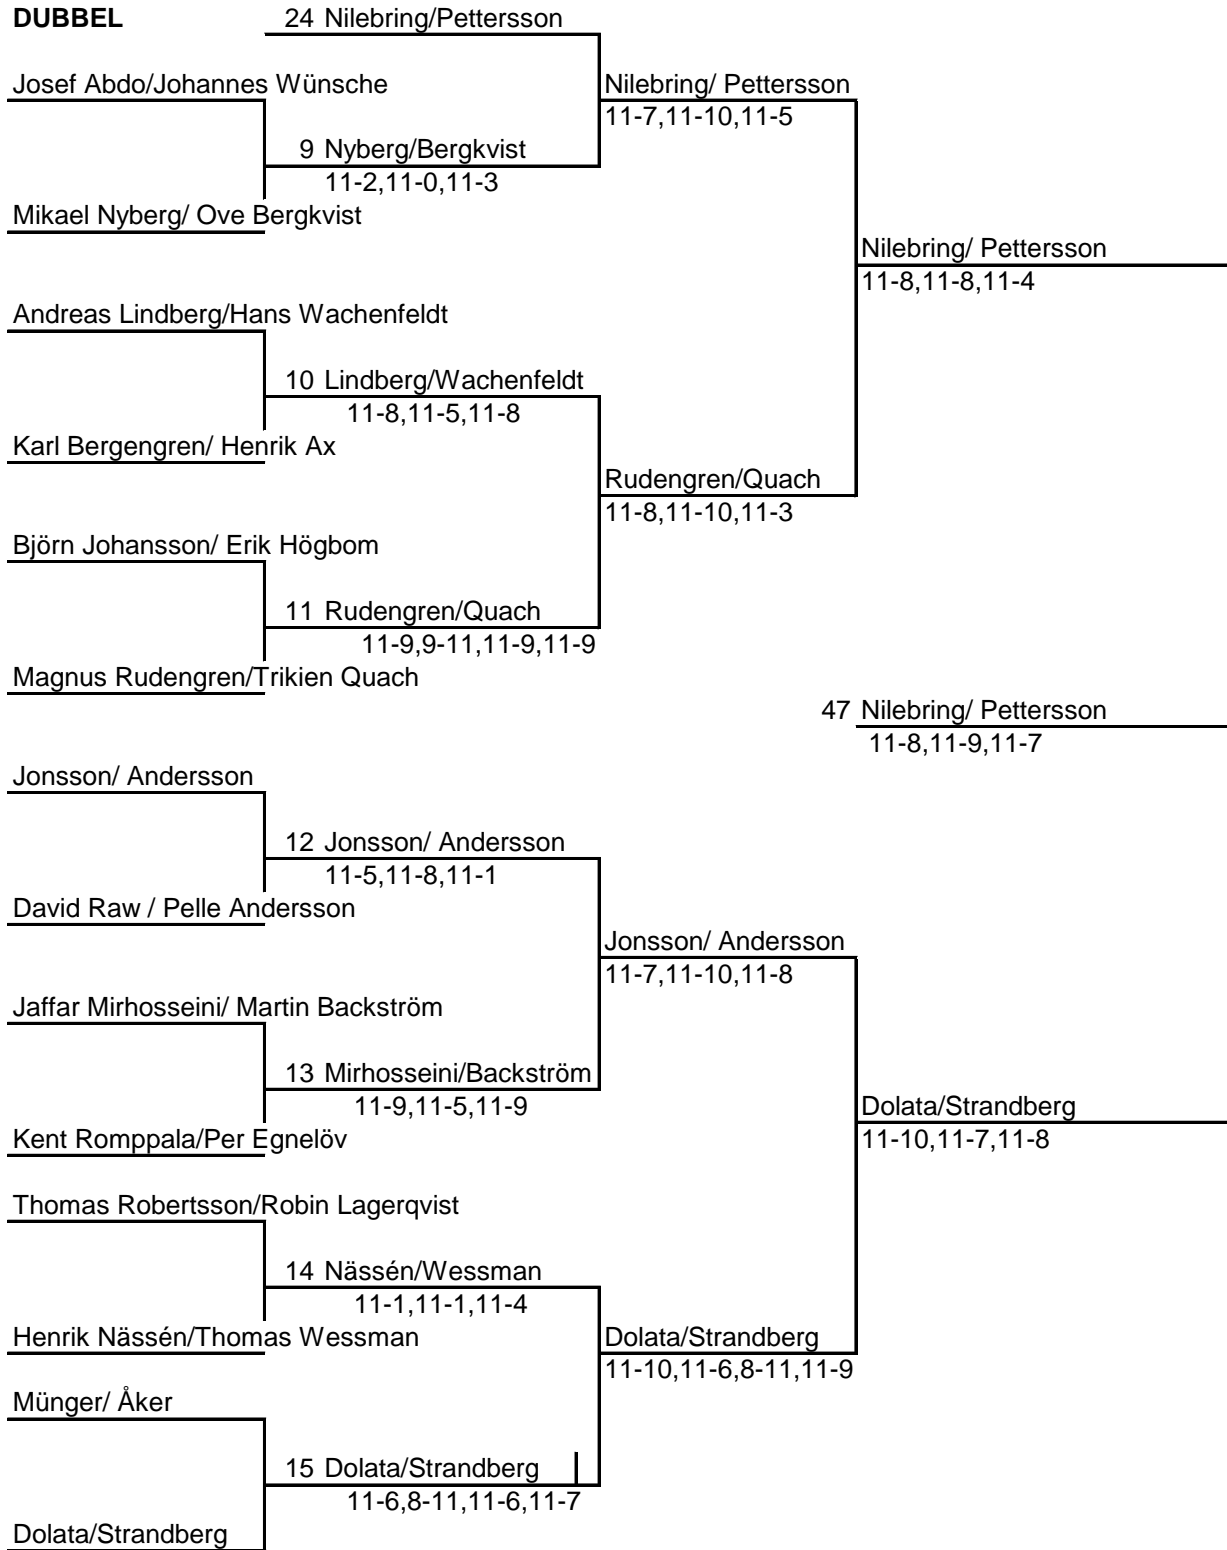 DUBBEL 24 Nilebring/Pettersson
Josef Abdo/Johannes Wünsche Nilebring/ Pettersson
11-7,11-10,11-5
9 Nyberg/Bergkvist
11-2,11-0,11-3
Mikael Nyberg/ Ove Bergkvist
Nilebring/ Pettersson
11-8,11-8,11-4
Andreas Lindberg/Hans Wachenfeldt
10 Lindberg/Wachenfeldt
11-8,11-5,11-8
Karl Bergengren/ Henrik Ax
Rudengren/Quach
11-8,11-10,11-3
Björn Johansson/ Erik Högbom
11 Rudengren/Quach
11-9,9-11,11-9,11-9
Magnus Rudengren/Trikien Quach
47 Nilebring/ Pettersson
11-8,11-9,11-7
Jonsson/ Andersson
12 Jonsson/ Andersson
11-5,11-8,11-1
David Raw / Pelle Andersson
Jonsson/ Andersson
11-7,11-10,11-8
Jaffar Mirhosseini/ Martin Backström
13 Mirhosseini/Backström
11-9,11-5,11-9
Dolata/Strandberg
11-10,11-7,11-8
Kent Romppala/Per Egnelöv
Thomas Robertsson/Robin Lagerqvist
14 Nässén/Wessman
11-1,11-1,11-4
Henrik Nässén/Thomas Wessman Dolata/Strandberg
11-10,11-6,8-11,11-9
Münger/ Åker
15 Dolata/Strandberg
11-6,8-11,11-6,11-7
Dolata/Strandberg